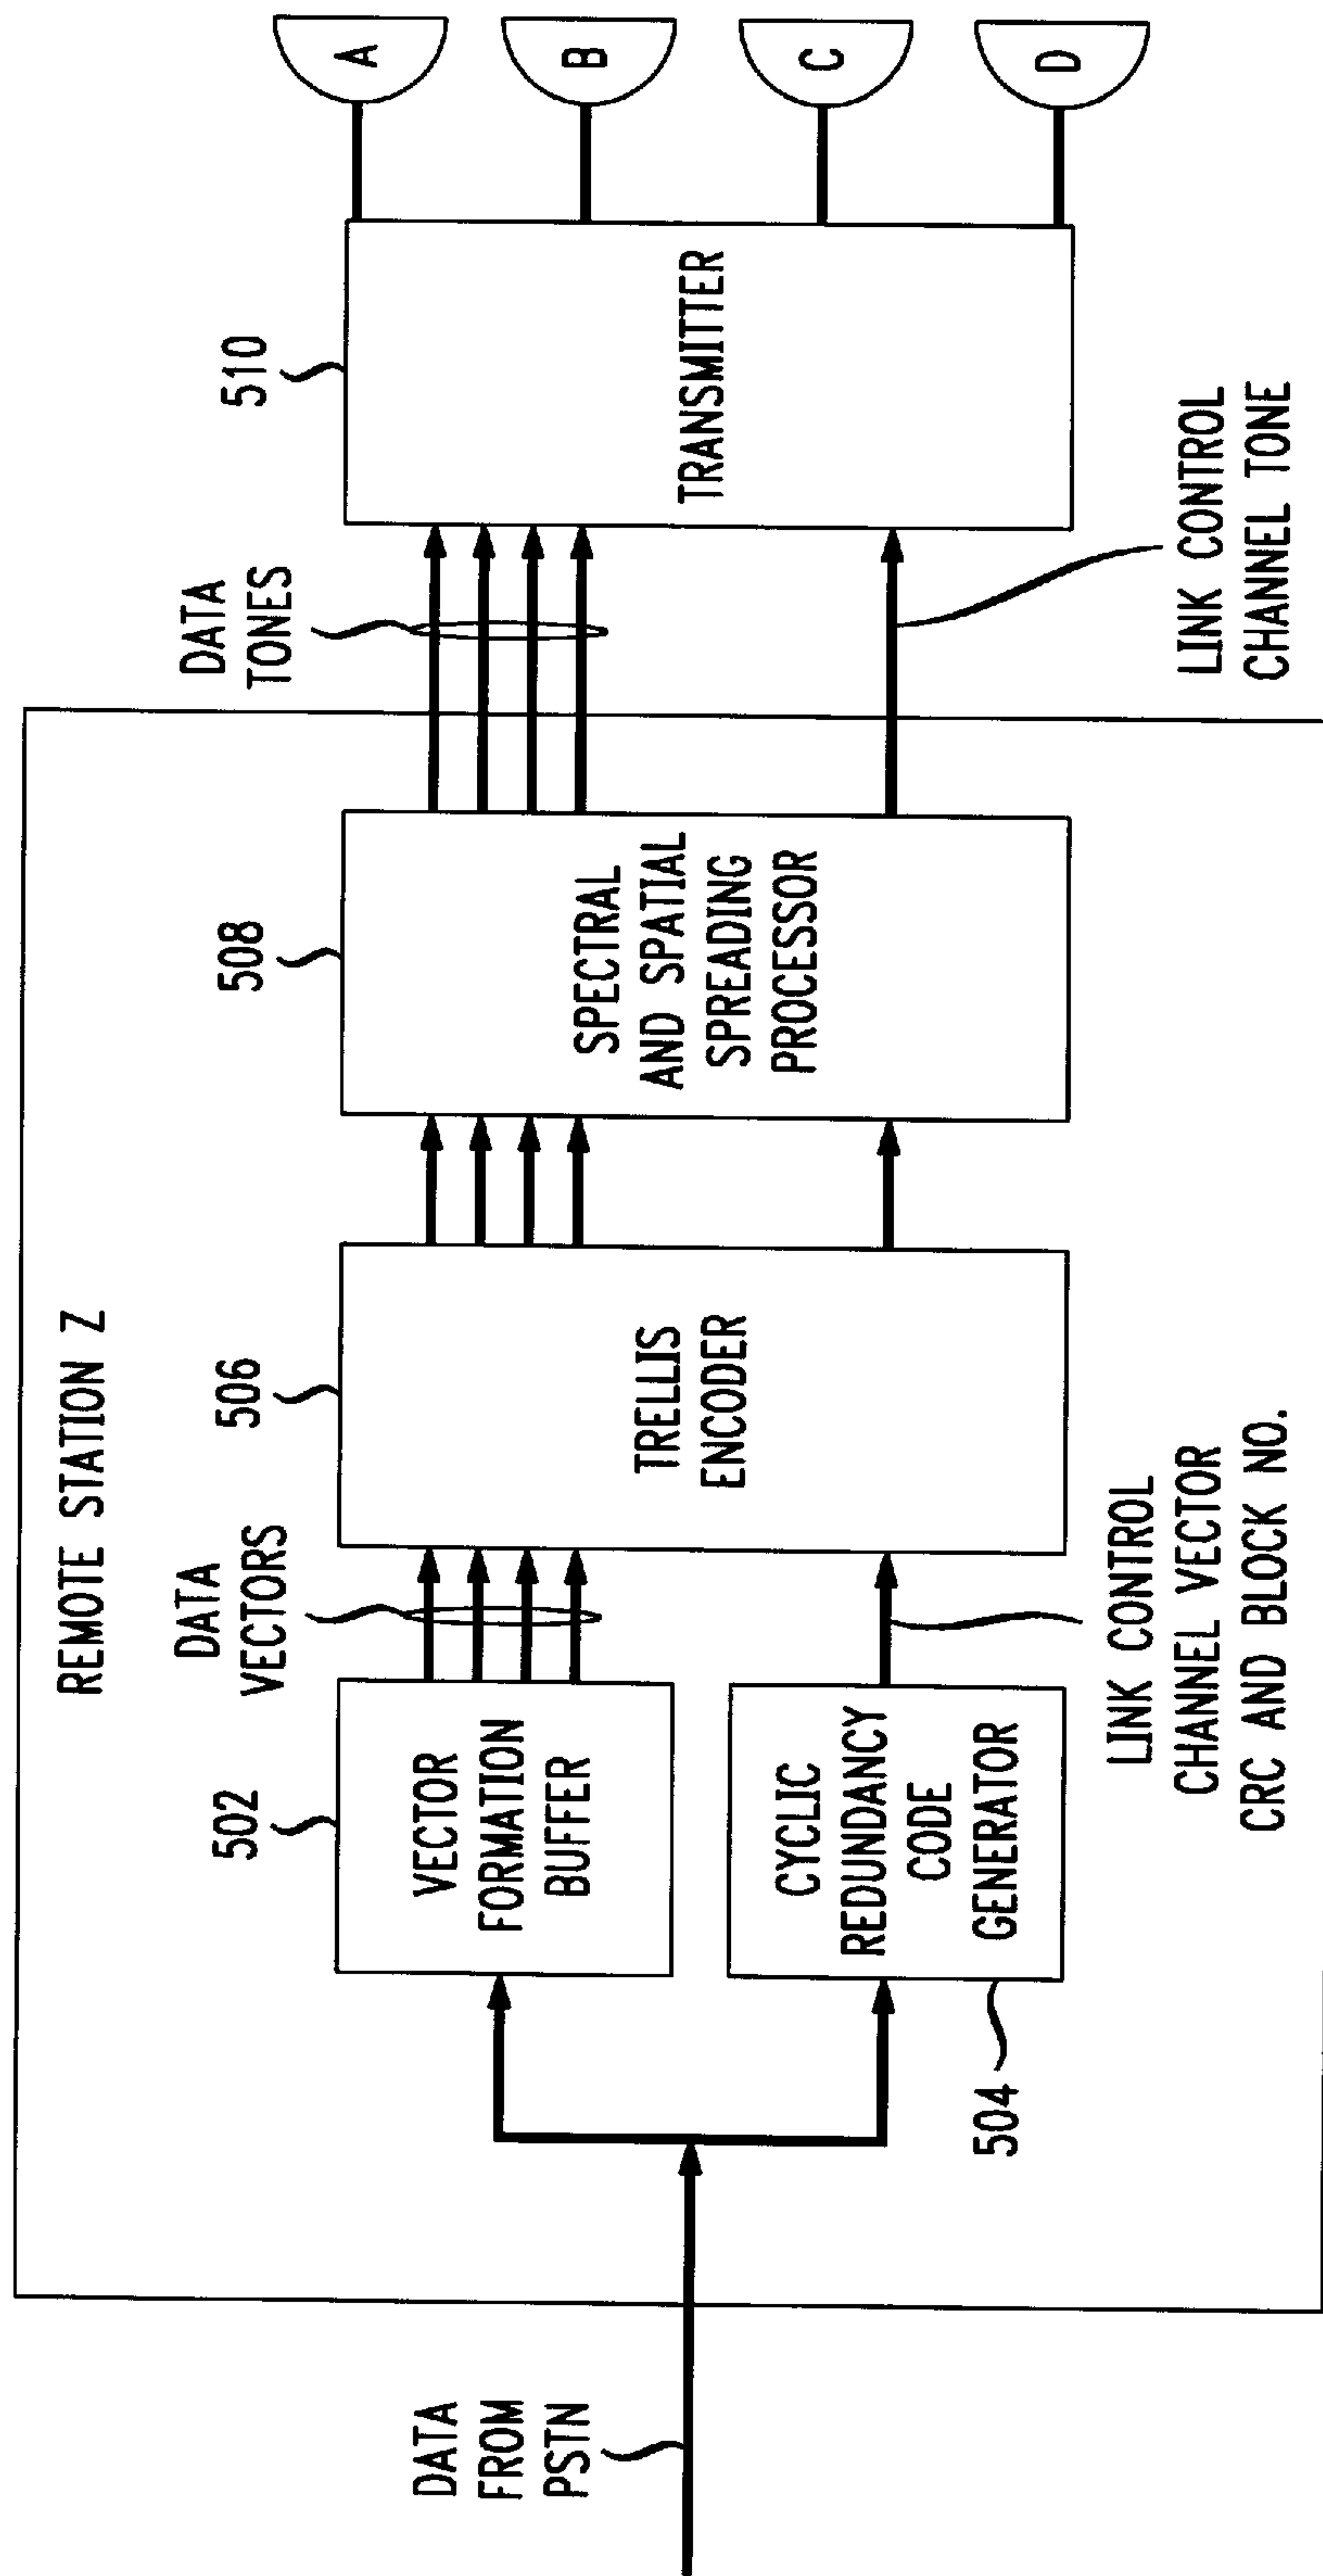 REMOTE STATION Z
DATA
FROM
PSTN
502
VECTOR
FORMATION
BUFFER
504
CYCLIC
REDUNDANCY
CODE
GENERATOR
DATA
VECTORS
LINK CONTROL
CHANNEL VECTOR
CRC AND BLOCK NO.
506
TRELLIS
ENCODER
508
SPECTRAL
AND SPATIAL
SPREADING
PROCESSOR
DATA
TONES
LINK CONTROL
CHANNEL TONE
510
TRANSMITTER
A
B
C
D